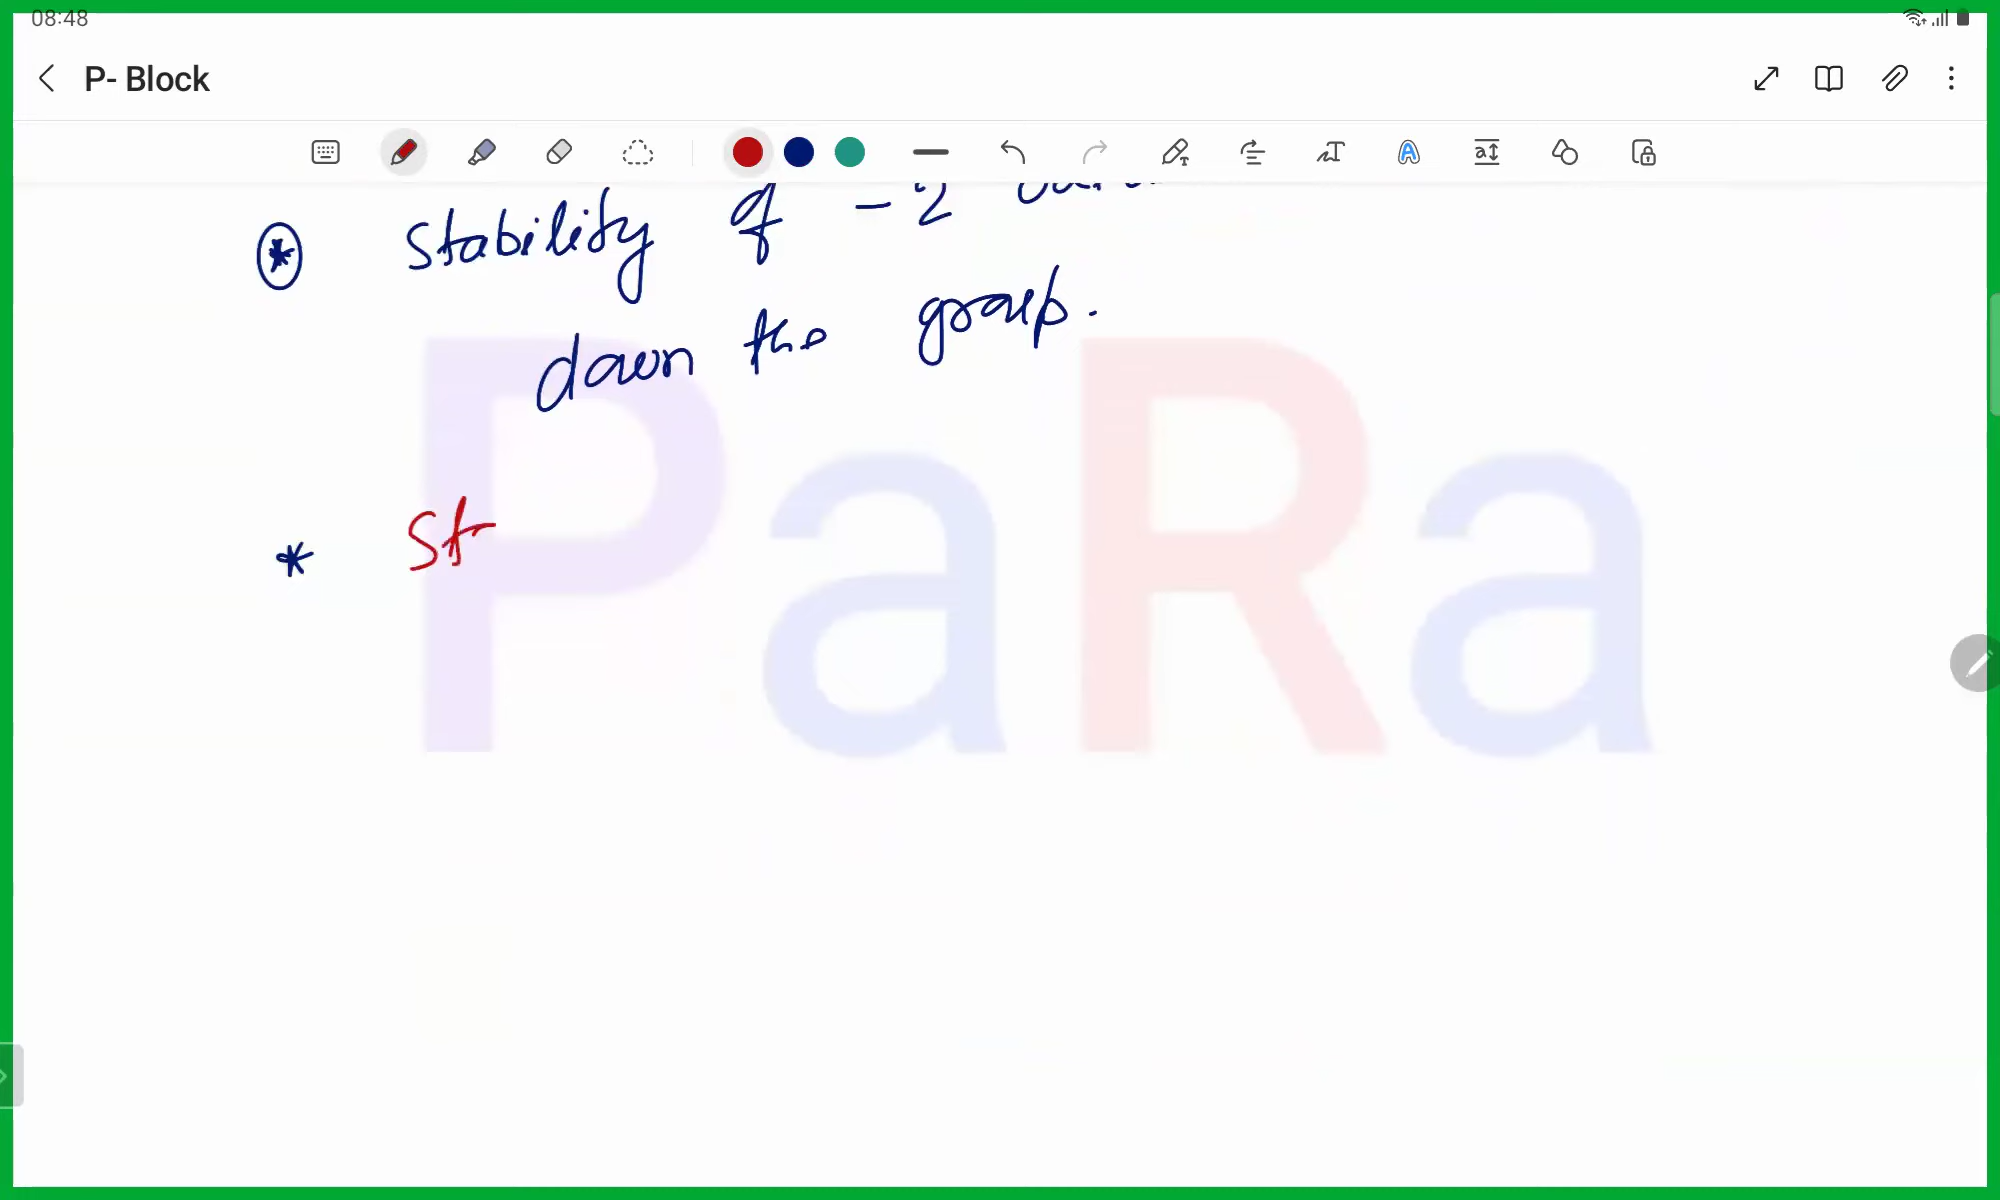 08:48
P- Block
Stability of -2
down the group.
* St
PaRa